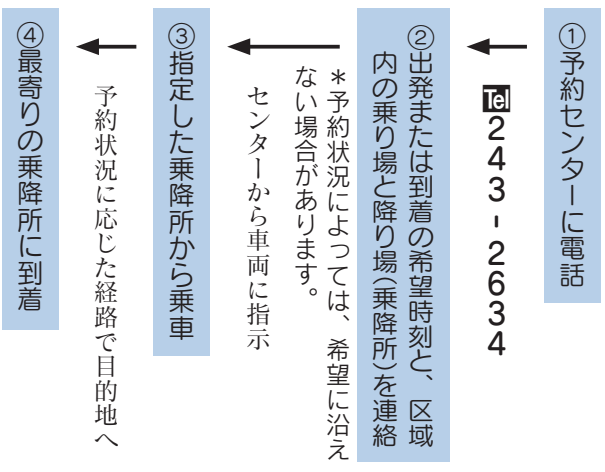 ①予約センターに電話
Tel 243-2634
②出発または到着の希望時刻と、区域
内の乗り場と降り場（乗降所）を連絡
＊予約状況によっては、希望に沿え
ない場合があります。
センターから車両に指示
③指定した乗降所から乗車
予約状況に応じた経路で目的地へ
④最寄りの乗降所に到着